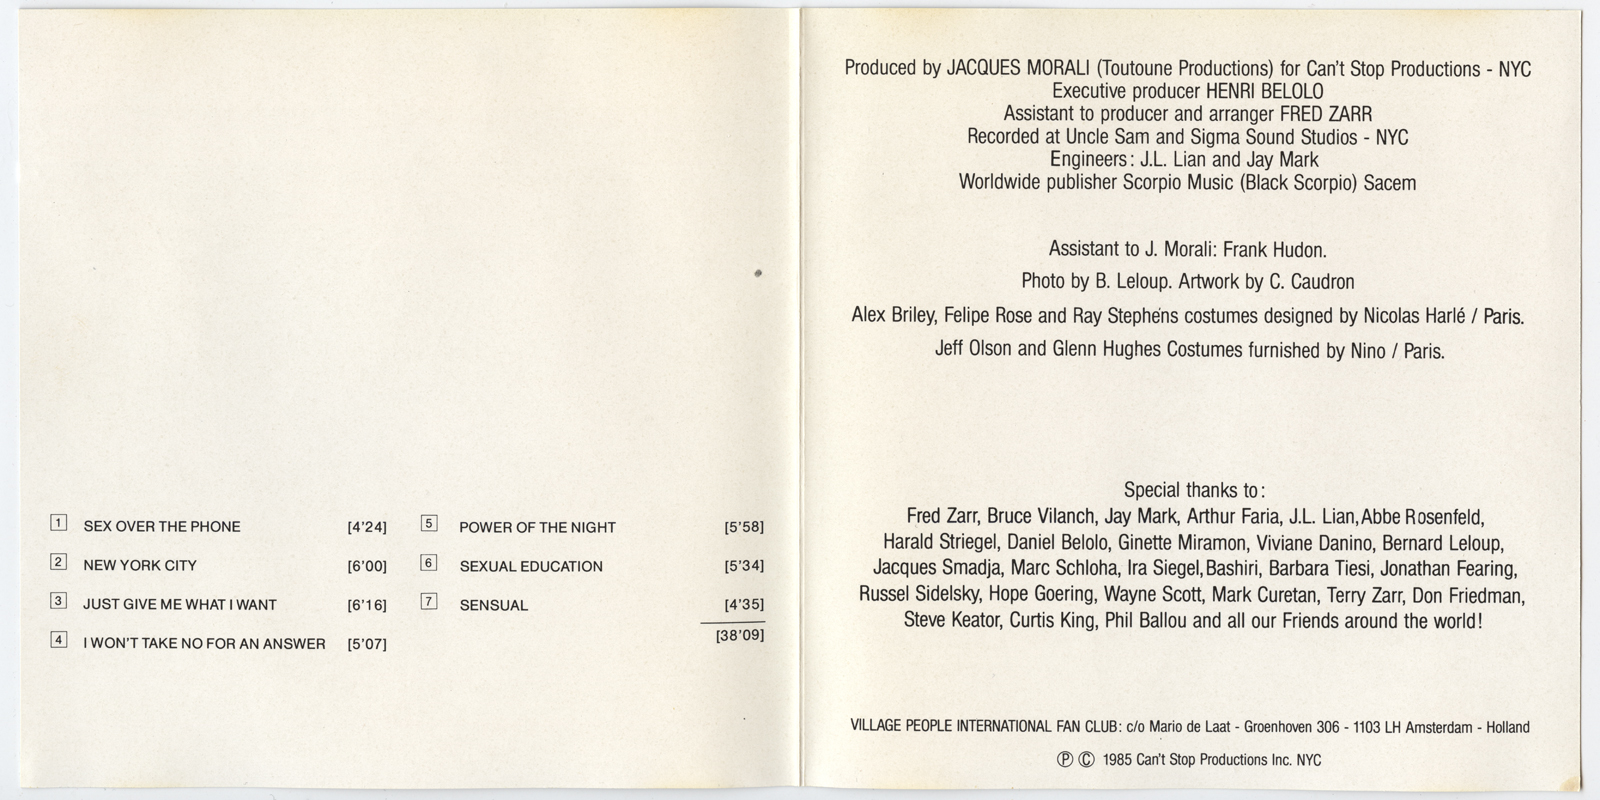 1 SEX OVER THE PHONE [4'24]
2 NEW YORK CITY [6'00]
3 JUST GIVE ME WHAT I WANT [6'16]
4 I WON'T TAKE NO FOR AN ANSWER [5'07]
5 POWER OF THE NIGHT [5'58]
6 SEXUAL EDUCATION [5'34]
7 SENSUAL [4'35]
[38'09]
Produced by JACQUES MORALI (Toutoune Productions) for Can't Stop Productions - NYC
Executive producer HENRI BELOLO
Assistant to producer and arranger FRED ZARR
Recorded at Uncle Sam and Sigma Sound Studios - NYC
Engineers: J.L. Lian and Jay Mark
Worldwide publisher Scorpio Music (Black Scorpio) Sacem
Assistant to J. Morali: Frank Hudon.
Photo by B. Leloup. Artwork by C. Caudron
Alex Briley, Felipe Rose and Ray Stephens costumes designed by Nicolas Harlé / Paris.
Jeff Olson and Glenn Hughes Costumes furnished by Nino / Paris.
Special thanks to:
Fred Zarr, Bruce Vilanch, Jay Mark, Arthur Faria, J.L. Lian, Abbe Rosenfeld,
Harald Striegel, Daniel Belolo, Ginette Miramon, Viviane Danino, Bernard Leloup,
Jacques Smadja, Marc Schloha, Ira Siegel, Bashiri, Barbara Tiesi, Jonathan Fearing,
Russel Sidelsky, Hope Goering, Wayne Scott, Mark Curetan, Terry Zarr, Don Friedman,
Steve Keator, Curtis King, Phil Ballou and all our Friends around the world!
VILLAGE PEOPLE INTERNATIONAL FAN CLUB: c/o Mario de Laat - Groenhoven 306 - 1103 LH Amsterdam - Holland
℗ © 1985 Can't Stop Productions Inc. NYC